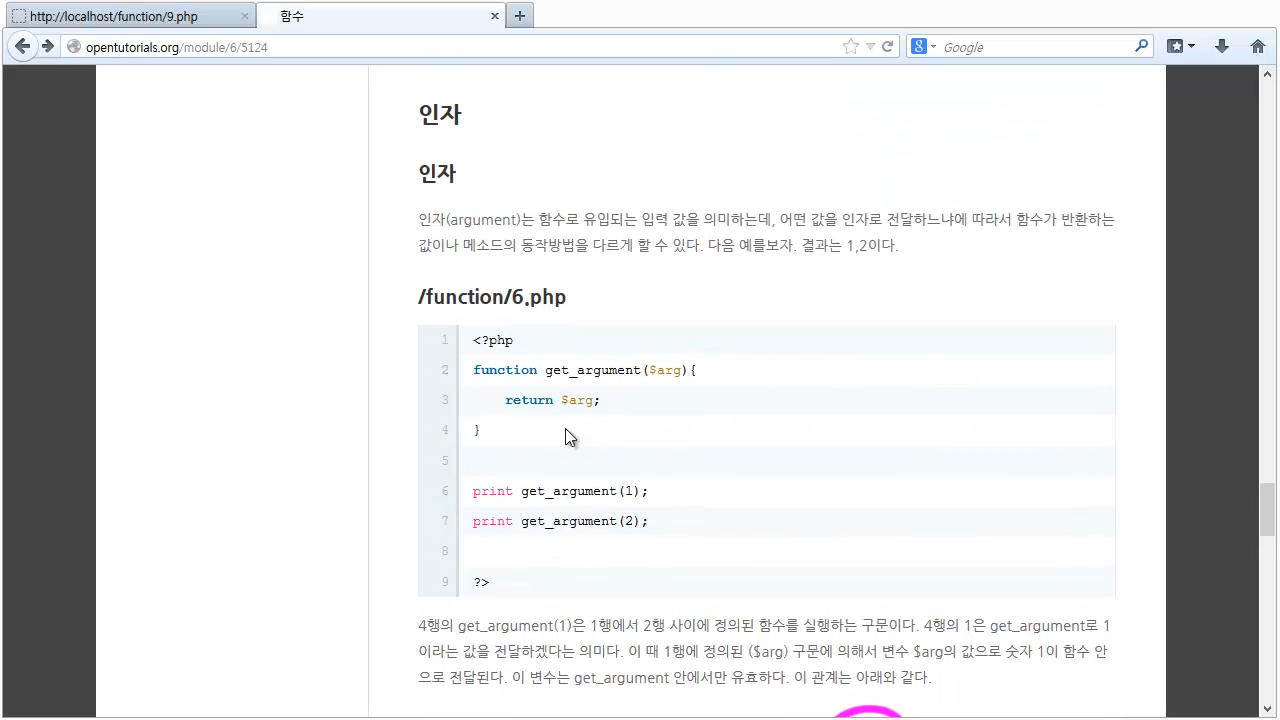 http://localhost/function/9.php
함수
opentutorials.org/module/6/5124
Google
인자
인자
인자(argument)는 함수로 유입되는 입력 값을 의미하는데, 어떤 값을 인자로 전달하느냐에 따라서 함수가 반환하는
값이나 메소드의 동작방법을 다르게 할 수 있다. 다음 예를보자. 결과는 1,2이다.
/function/6.php
1 <?php
2 function get_argument($arg){
3 return $arg;
4 }
5
6 print get_argument(1);
7 print get_argument(2);
8
9 ?>
4행의 get_argument(1)은 1행에서 2행 사이에 정의된 함수를 실행하는 구문이다. 4행의 1은 get_argument로 1
이라는 값을 전달하겠다는 의미다. 이 때 1행에 정의된 ($arg) 구문에 의해서 변수 $arg의 값으로 숫자 1이 함수 안
으로 전달된다. 이 변수는 get_argument 안에서만 유효하다. 이 관계는 아래와 같다.